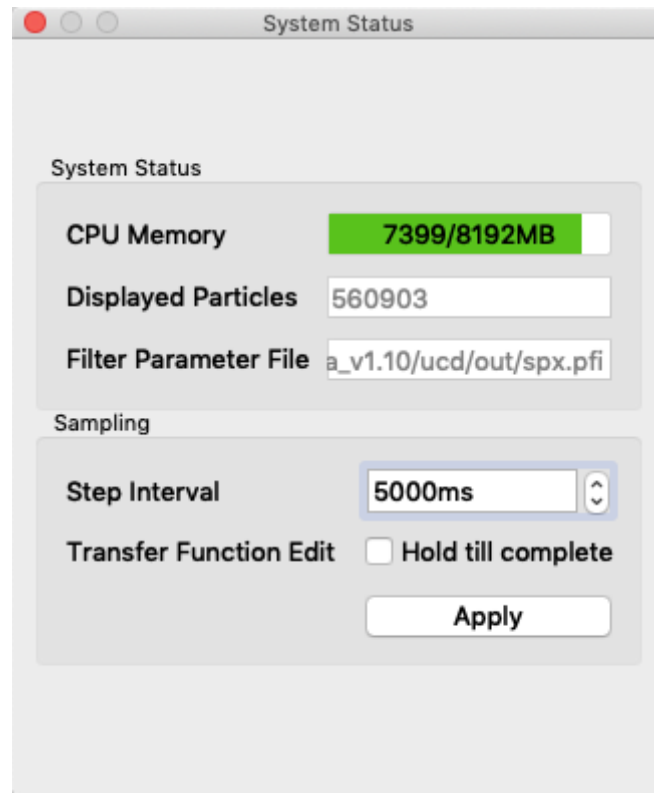 System Status
System Status
CPU Memory 7399/8192MB
Displayed Particles 560903
Filter Parameter File a_v1.10/ucd/out/spx.pfi
Sampling
Step Interval 5000ms
Transfer Function Edit Hold till complete
Apply